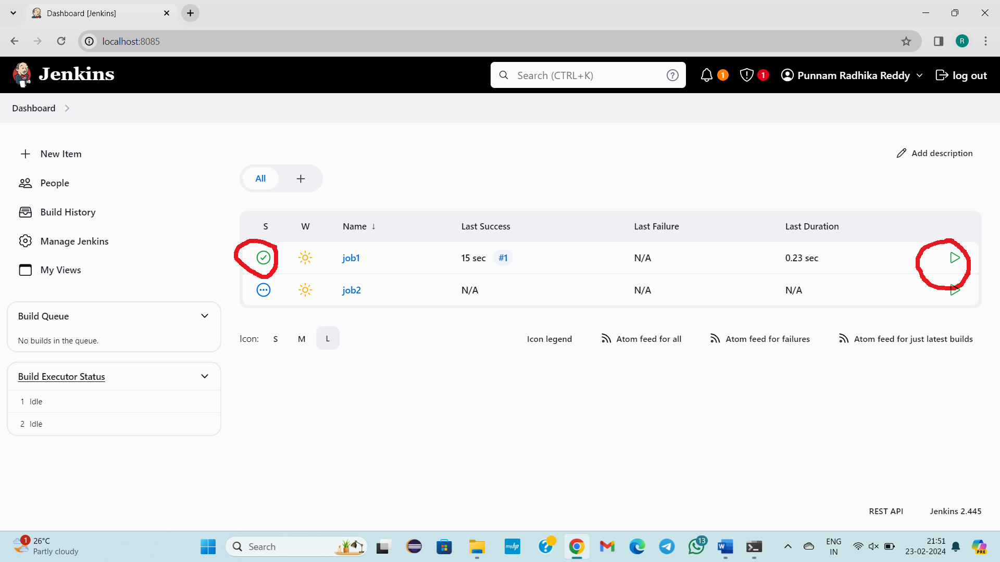 Dashboard [Jenkins]
localhost:8085
R
Jenkins
Search (CTRL+K)
?
1
1
Punnam Radhika Reddy
log out
Dashboard
New Item
People
Build History
Manage Jenkins
My Views
Add description
All
+
S W Name ↓ Last Success Last Failure Last Duration
job1 15 sec #1 N/A 0.23 sec
job2 N/A N/A N/A
Build Queue
No builds in the queue.
Build Executor Status
1 Idle
2 Idle
Icon: S M L
Icon legend
Atom feed for all
Atom feed for failures
Atom feed for just latest builds
REST API
Jenkins 2.445
1
26°C
Partly cloudy
Search
myhp
?
13
W
ENG
IN
21:51
23-02-2024
PRE